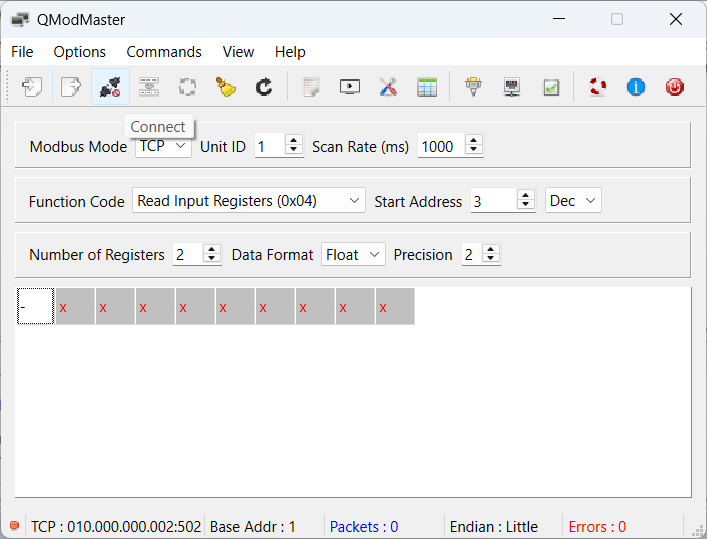 QModMaster
File Options Commands View Help
Connect
Modbus Mode TCP Unit ID 1 Scan Rate (ms) 1000
Function Code Read Input Registers (0x04) Start Address 3 Dec
Number of Registers 2 Data Format Float Precision 2
- x x x x x x x x x
TCP : 010.000.000.002:502 Base Addr : 1 Packets : 0 Endian : Little Errors : 0